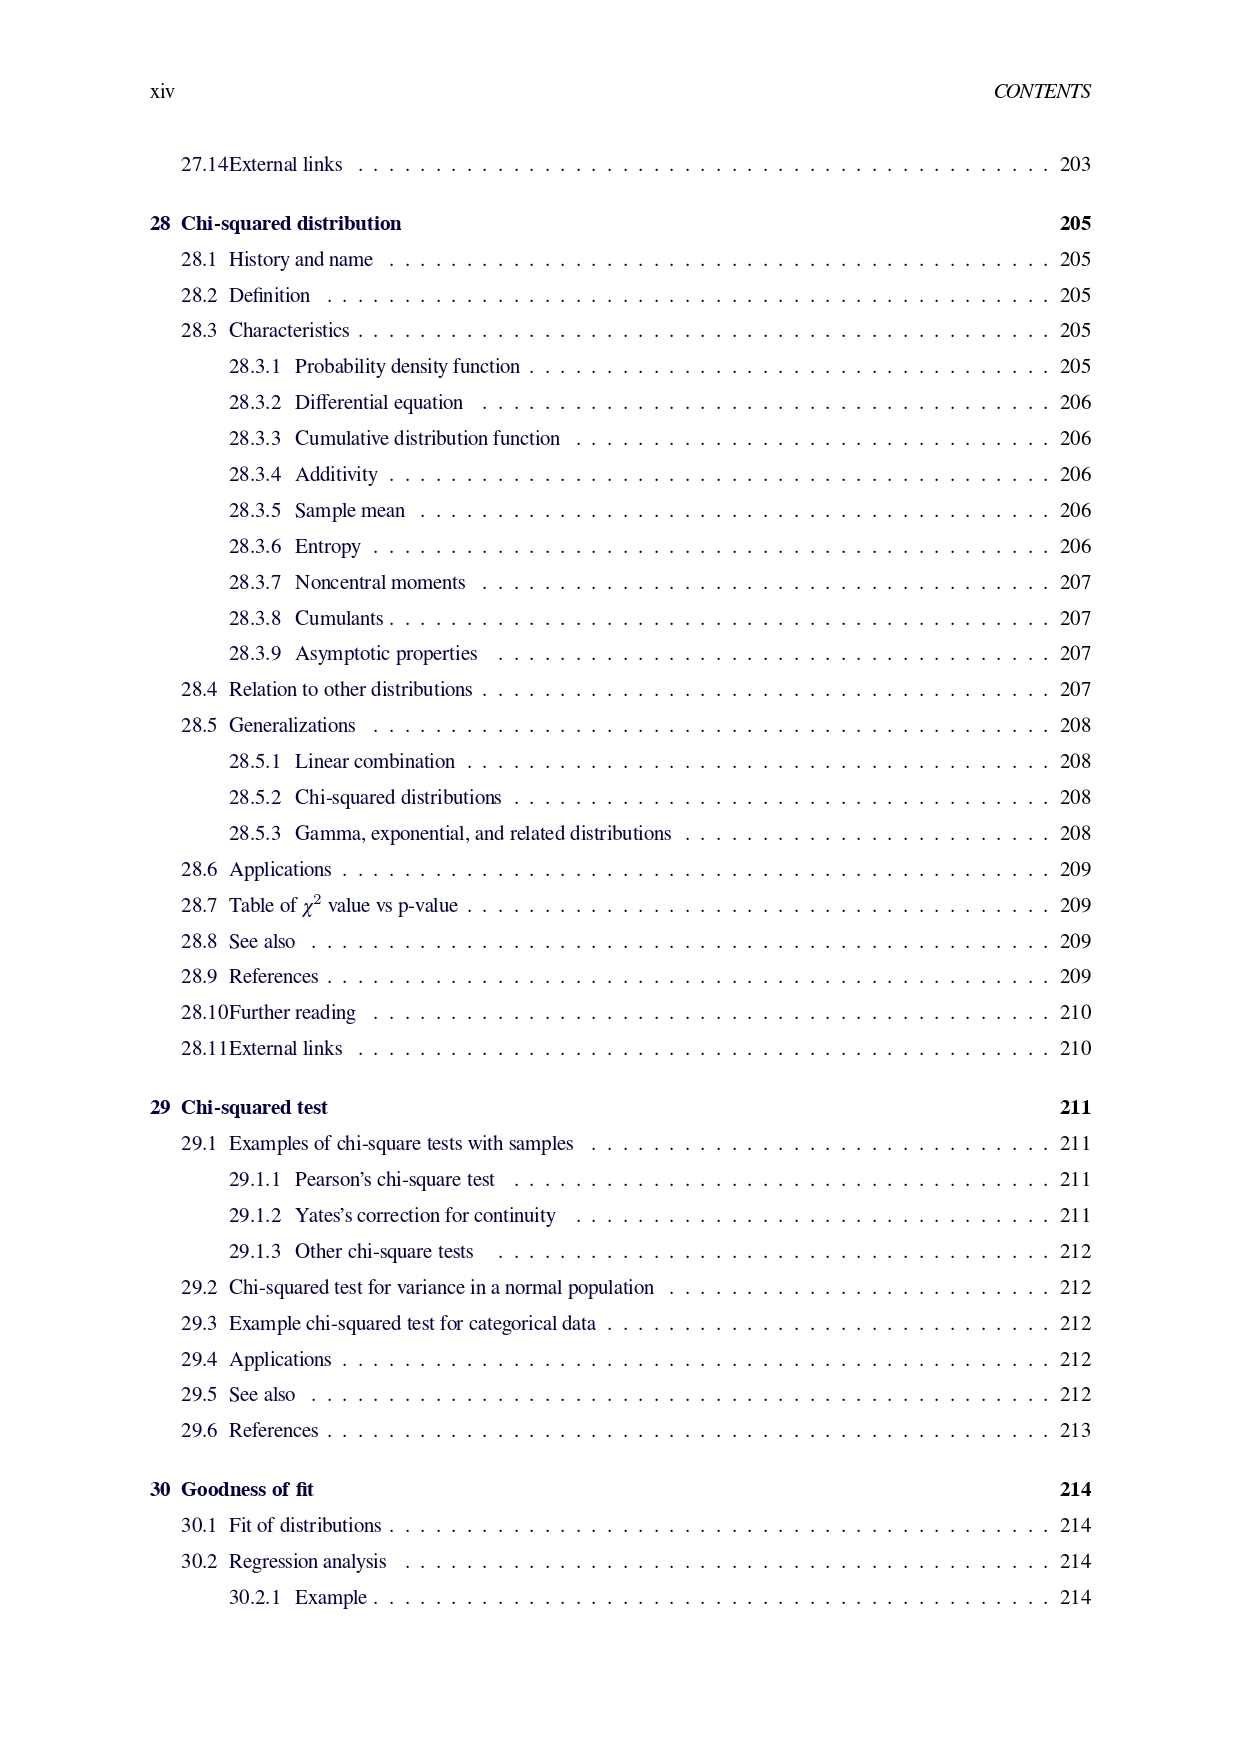 xiv CONTENTS
27.14External links . . . . . . . . . . . . . . . . . . . . . . . . . . . . . . . . . . . . . . . . . . . . . 203
28 Chi-squared distribution 205
28.1 History and name . . . . . . . . . . . . . . . . . . . . . . . . . . . . . . . . . . . . . . . . . . . 205
28.2 Definition . . . . . . . . . . . . . . . . . . . . . . . . . . . . . . . . . . . . . . . . . . . . . . . 205
28.3 Characteristics . . . . . . . . . . . . . . . . . . . . . . . . . . . . . . . . . . . . . . . . . . . . . 205
28.3.1 Probability density function . . . . . . . . . . . . . . . . . . . . . . . . . . . . . . . . . . 205
28.3.2 Differential equation . . . . . . . . . . . . . . . . . . . . . . . . . . . . . . . . . . . . . 206
28.3.3 Cumulative distribution function . . . . . . . . . . . . . . . . . . . . . . . . . . . . . . . 206
28.3.4 Additivity . . . . . . . . . . . . . . . . . . . . . . . . . . . . . . . . . . . . . . . . . . . 206
28.3.5 Sample mean . . . . . . . . . . . . . . . . . . . . . . . . . . . . . . . . . . . . . . . . . 206
28.3.6 Entropy . . . . . . . . . . . . . . . . . . . . . . . . . . . . . . . . . . . . . . . . . . . . 206
28.3.7 Noncentral moments . . . . . . . . . . . . . . . . . . . . . . . . . . . . . . . . . . . . . 207
28.3.8 Cumulants . . . . . . . . . . . . . . . . . . . . . . . . . . . . . . . . . . . . . . . . . . . 207
28.3.9 Asymptotic properties . . . . . . . . . . . . . . . . . . . . . . . . . . . . . . . . . . . . 207
28.4 Relation to other distributions . . . . . . . . . . . . . . . . . . . . . . . . . . . . . . . . . . . . . 207
28.5 Generalizations . . . . . . . . . . . . . . . . . . . . . . . . . . . . . . . . . . . . . . . . . . . . 208
28.5.1 Linear combination . . . . . . . . . . . . . . . . . . . . . . . . . . . . . . . . . . . . . . 208
28.5.2 Chi-squared distributions . . . . . . . . . . . . . . . . . . . . . . . . . . . . . . . . . . . 208
28.5.3 Gamma, exponential, and related distributions . . . . . . . . . . . . . . . . . . . . . . . . 208
28.6 Applications . . . . . . . . . . . . . . . . . . . . . . . . . . . . . . . . . . . . . . . . . . . . . . 209
28.7 Table of χ² value vs p-value . . . . . . . . . . . . . . . . . . . . . . . . . . . . . . . . . . . . . . 209
28.8 See also . . . . . . . . . . . . . . . . . . . . . . . . . . . . . . . . . . . . . . . . . . . . . . . . 209
28.9 References . . . . . . . . . . . . . . . . . . . . . . . . . . . . . . . . . . . . . . . . . . . . . . . 209
28.10Further reading . . . . . . . . . . . . . . . . . . . . . . . . . . . . . . . . . . . . . . . . . . . . 210
28.11External links . . . . . . . . . . . . . . . . . . . . . . . . . . . . . . . . . . . . . . . . . . . . . 210
29 Chi-squared test 211
29.1 Examples of chi-square tests with samples . . . . . . . . . . . . . . . . . . . . . . . . . . . . . . 211
29.1.1 Pearson’s chi-square test . . . . . . . . . . . . . . . . . . . . . . . . . . . . . . . . . . . 211
29.1.2 Yates’s correction for continuity . . . . . . . . . . . . . . . . . . . . . . . . . . . . . . . 211
29.1.3 Other chi-square tests . . . . . . . . . . . . . . . . . . . . . . . . . . . . . . . . . . . . 212
29.2 Chi-squared test for variance in a normal population . . . . . . . . . . . . . . . . . . . . . . . . . 212
29.3 Example chi-squared test for categorical data . . . . . . . . . . . . . . . . . . . . . . . . . . . . . 212
29.4 Applications . . . . . . . . . . . . . . . . . . . . . . . . . . . . . . . . . . . . . . . . . . . . . . 212
29.5 See also . . . . . . . . . . . . . . . . . . . . . . . . . . . . . . . . . . . . . . . . . . . . . . . . 212
29.6 References . . . . . . . . . . . . . . . . . . . . . . . . . . . . . . . . . . . . . . . . . . . . . . . 213
30 Goodness of fit 214
30.1 Fit of distributions . . . . . . . . . . . . . . . . . . . . . . . . . . . . . . . . . . . . . . . . . . . 214
30.2 Regression analysis . . . . . . . . . . . . . . . . . . . . . . . . . . . . . . . . . . . . . . . . . . 214
30.2.1 Example . . . . . . . . . . . . . . . . . . . . . . . . . . . . . . . . . . . . . . . . . . . . 214